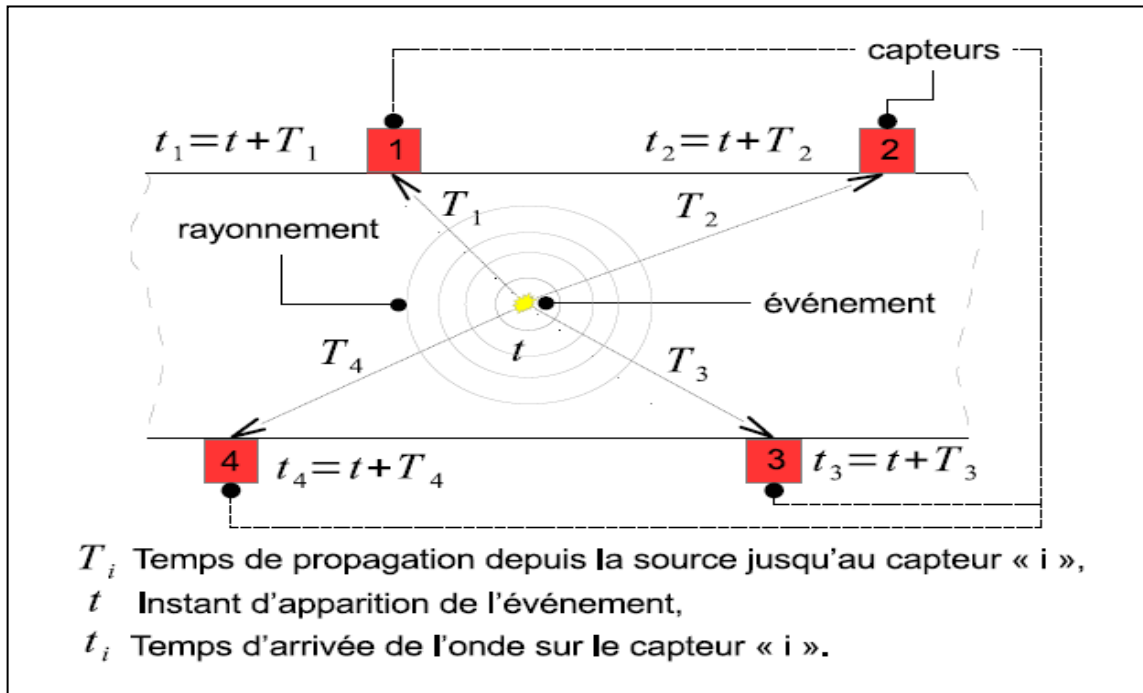 capteurs
t₁=t+T₁
1
t₂=t+T₂
2
T₁
T₂
rayonnement
événement
T₄
t
T₃
4
t₄=t+T₄
3
t₃=t+T₃
Tᵢ Temps de propagation depuis la source jusqu'au capteur « i »,
t Instant d'apparition de l'événement,
tᵢ Temps d'arrivée de l'onde sur le capteur « i ».